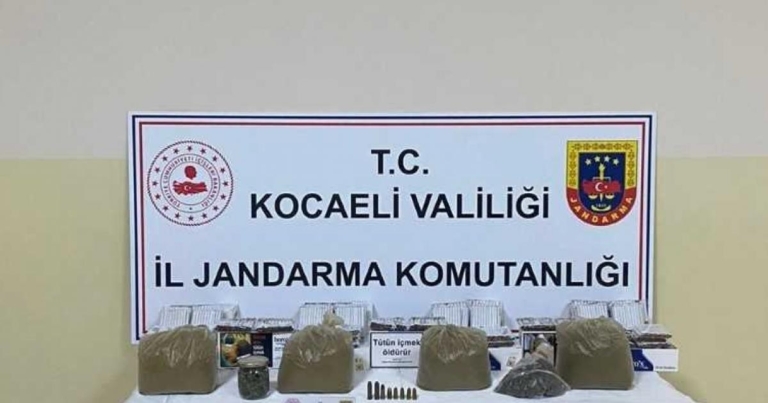 T.C.
KOCAELİ VALİLİĞİ
İL JANDARMA KOMUTANLIĞI
JANDARMA
Tütün içmek
öldürür